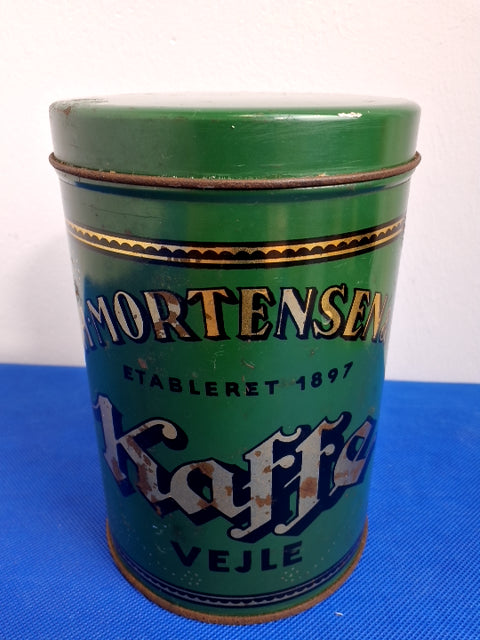 MORTENSEN
ETABLERET 1897
Kaffe
VEJLE